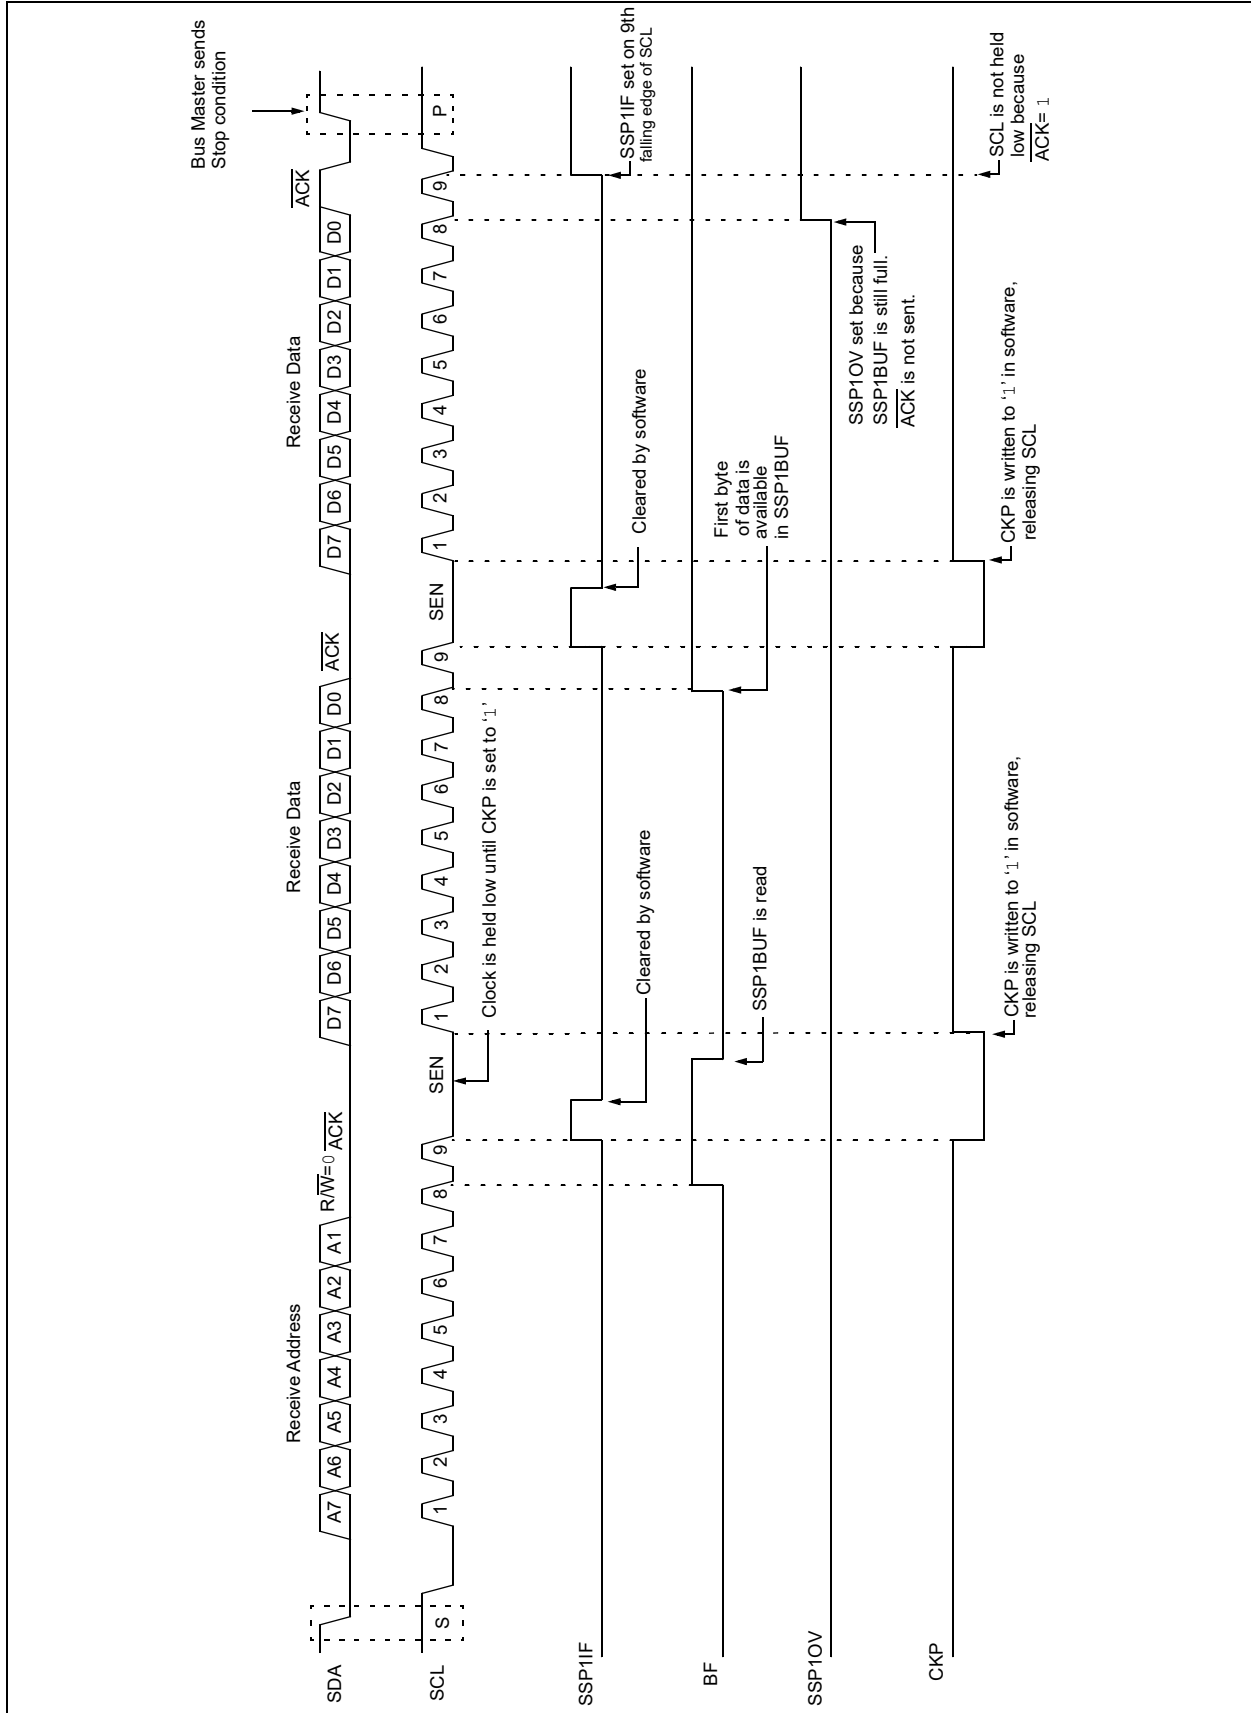 Bus Master sends
Stop condition
Receive Address
Receive Data
Receive Data
SDA
A7 A6 A5 A4 A3 A2 A1
R/W=0 ACK
D7 D6 D5 D4 D3 D2 D1 D0
ACK
D7 D6 D5 D4 D3 D2 D1 D0
ACK
SCL
S
1 2 3 4 5 6 7 8 9
SEN
1 2 3 4 5 6 7 8 9
SEN
1 2 3 4 5 6 7 8 9
P
Clock is held low until CKP is set to ‘1’
SSP1IF
Cleared by software
Cleared by software
SSP1IF set on 9th
falling edge of SCL
BF
SSP1BUF is read
First byte
of data is
available
in SSP1BUF
SSP1OV
SSP1OV set because
SSP1BUF is still full.
ACK is not sent.
CKP
CKP is written to ‘1’ in software,
releasing SCL
CKP is written to ‘1’ in software,
releasing SCL
SCL is not held
low because
ACK= 1